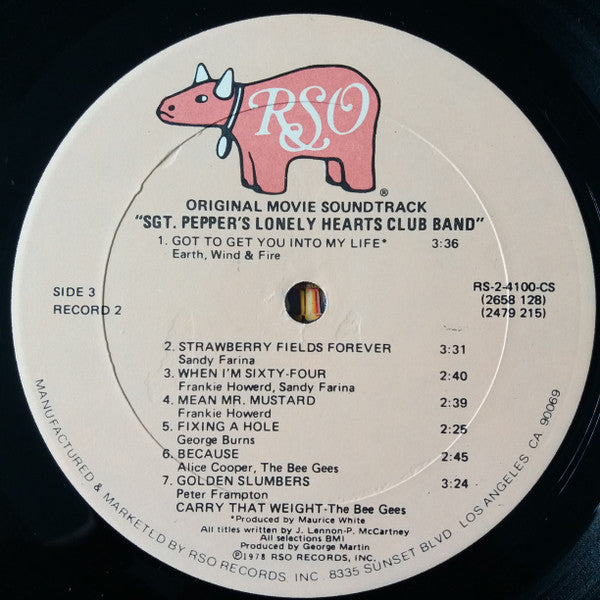 RSO
®
ORIGINAL MOVIE SOUNDTRACK
"SGT. PEPPER'S LONELY HEARTS CLUB BAND"
1. GOT TO GET YOU INTO MY LIFE* 3:36
Earth, Wind & Fire
SIDE 3
RECORD 2
RS-2-4100-CS
(2658 128)
(2479 215)
2. STRAWBERRY FIELDS FOREVER 3:31
Sandy Farina
3. WHEN I'M SIXTY-FOUR 2:40
Frankie Howerd, Sandy Farina
4. MEAN MR. MUSTARD 2:39
Frankie Howerd
5. FIXING A HOLE 2:25
George Burns
6. BECAUSE 2:45
Alice Cooper, The Bee Gees
7. GOLDEN SLUMBERS 3:24
Peter Frampton
CARRY THAT WEIGHT-The Bee Gees
*Produced by Maurice White
All titles written by J. Lennon-P. McCartney
All selections BMI
Produced by George Martin
℗1978 RSO RECORDS, INC.
MANUFACTURED & MARKETED BY RSO RECORDS, INC. 8335 SUNSET BLVD. LOS ANGELES, CA 90069